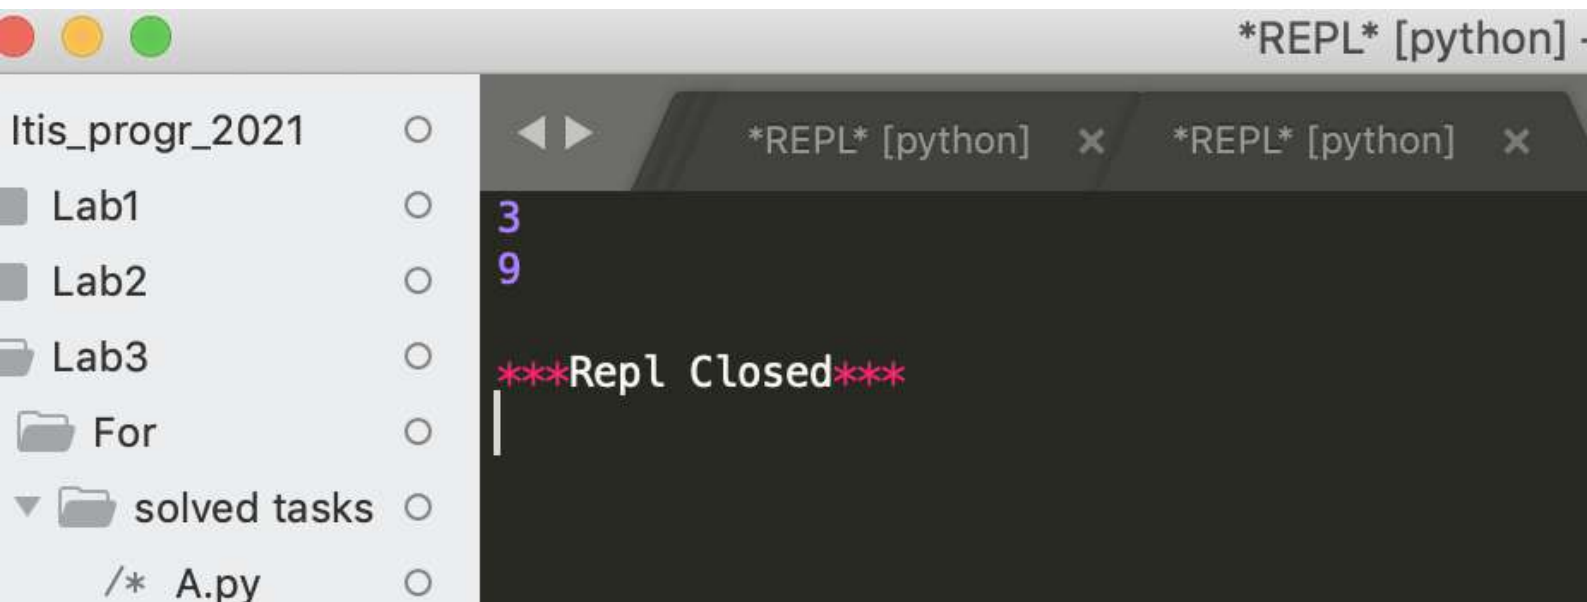 *REPL* [python] -
Itis_progr_2021
Lab1
Lab2
Lab3
For
solved tasks
/* A.py
*REPL* [python] ×
*REPL* [python] ×
3
9
***Repl Closed***